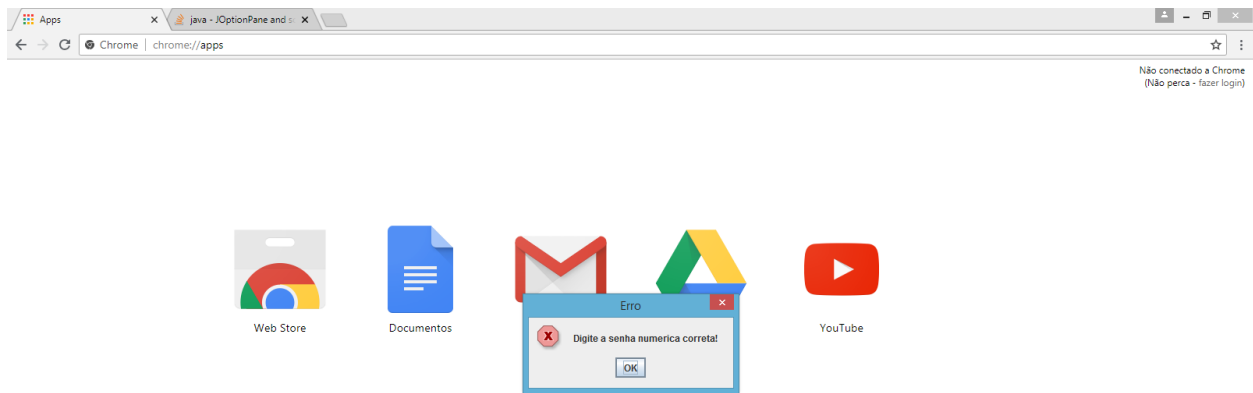 Apps
java - JOptionPane and s
Chrome chrome://apps
Não conectado a Chrome
(Não perca - fazer login)
Web Store
Documentos
YouTube
Erro
Digite a senha numerica correta!
OK